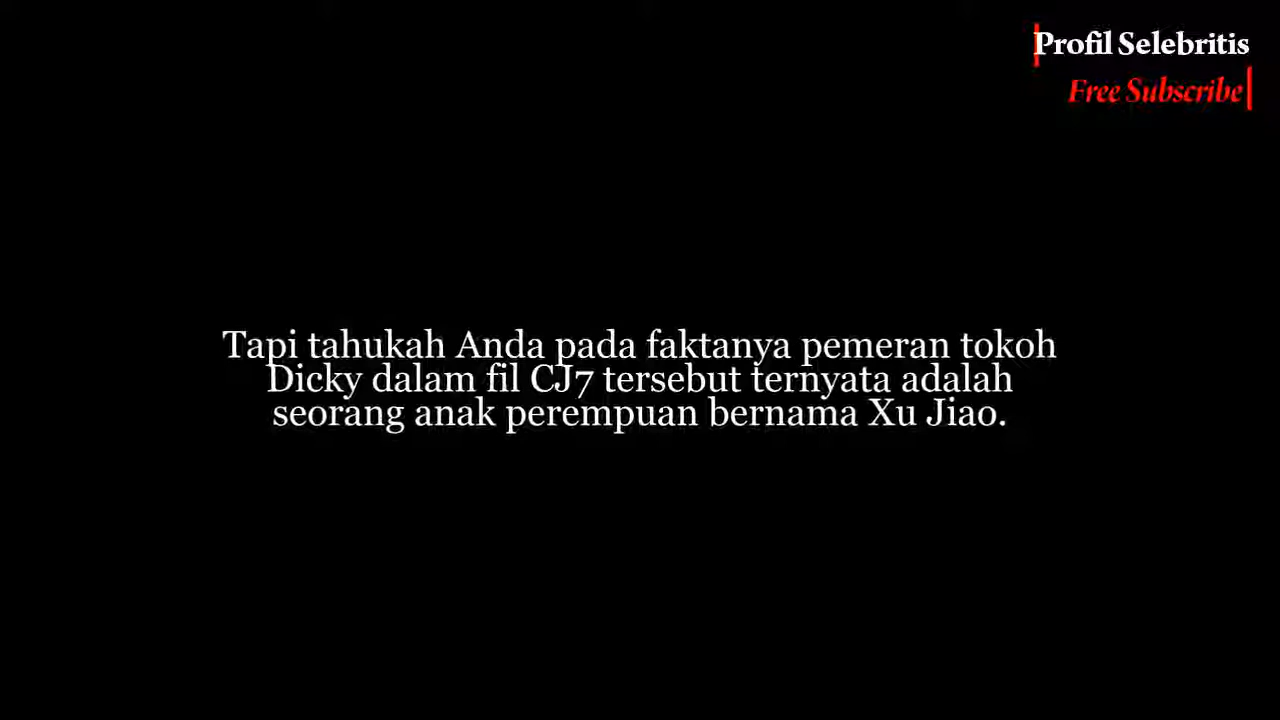 Profil Selebritis
Free Subscribe
Tapi tahukah Anda pada faktanya pemeran tokoh
Dicky dalam fil CJ7 tersebut ternyata adalah
seorang anak perempuan bernama Xu Jiao.